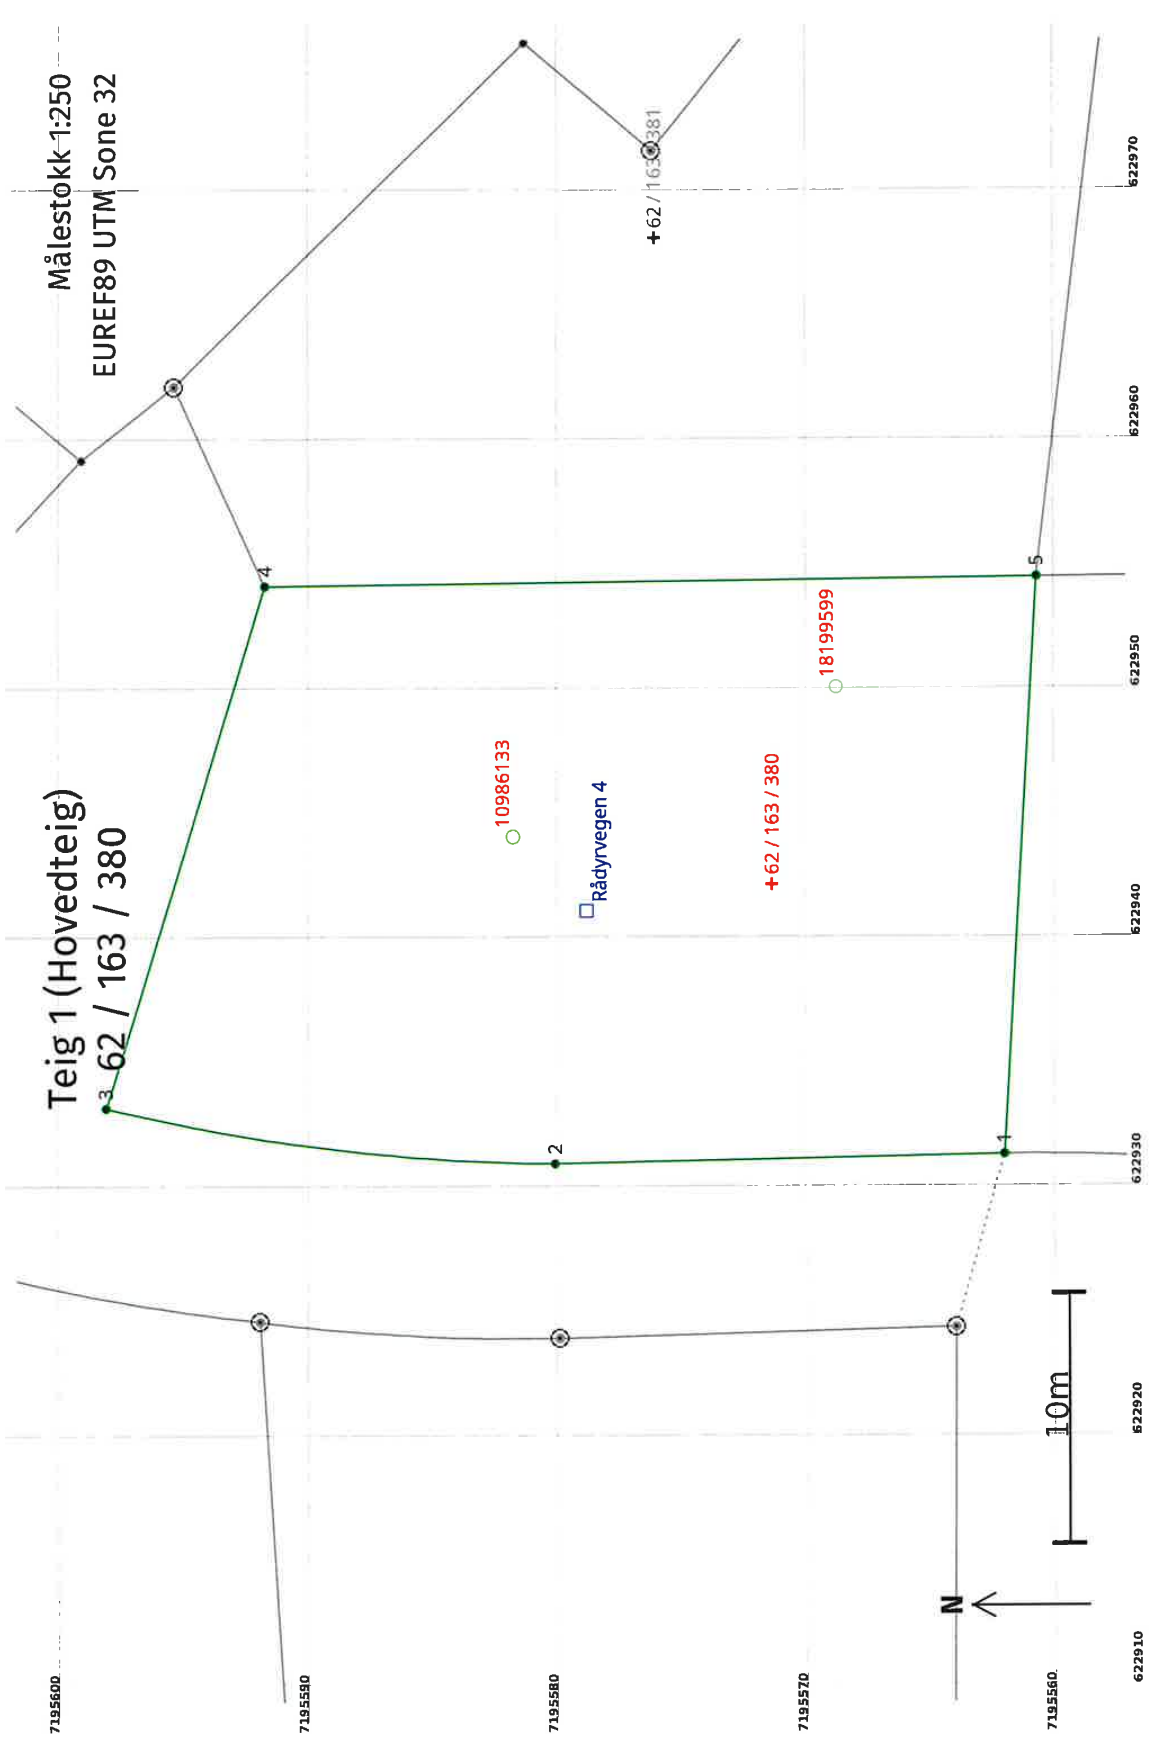 Målestokk 1:250
EUREF89 UTM Sone 32
Teig 1 (Hovedteig)
62 / 163 / 380
3
4
2
1
5
10986133
Rådyrvegen 4
+62 / 163 / 380
18199599
+62 / 163 / 381
10m
N
7195600
7195590
7195580
7195570
7195560
622910
622920
622930
622940
622950
622960
622970